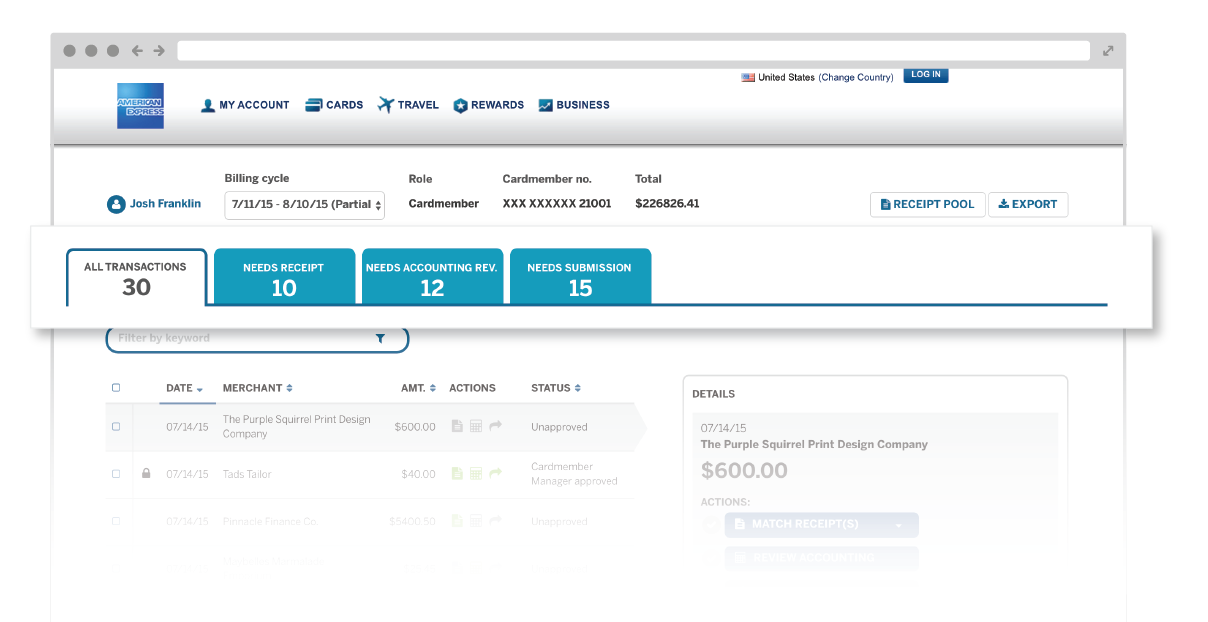 United States (Change Country) LOG IN
AMERICAN
EXPRESS
MY ACCOUNT CARDS TRAVEL REWARDS BUSINESS
Billing cycle Role Cardmember no. Total
Josh Franklin 7/11/15 - 8/10/15 (Partial Cardmember XXX XXXXXX 21001 $226826.41 RECEIPT POOL EXPORT
ALL TRANSACTIONS NEEDS RECEIPT NEEDS ACCOUNTING REV. NEEDS SUBMISSION
30 10 12 15
Filter by keyword
DATE MERCHANT AMT. ACTIONS STATUS
07/14/15 The Purple Squirrel Print Design
Company $600.00 Unapproved
07/14/15 Tads Tailor $40.00 Cardmember
Manager approved
07/14/15 Pinnacle Finance Co. $5400.50 Unapproved
DETAILS
07/14/15
The Purple Squirrel Print Design Company
$600.00
ACTIONS:
MATCH RECEIPT(S)
REVIEW ACCOUNTING